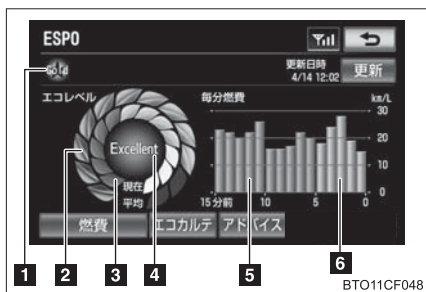 ESPO
更新日時
4/14 12:02
更新
Gold
エコレベル
毎分燃費
km/L
30
20
10
0
Excellent
現在
平均
15分前
10
5
0
燃費
エコカルテ
アドバイス
1
2
3
4
5
6
BTO11CF048